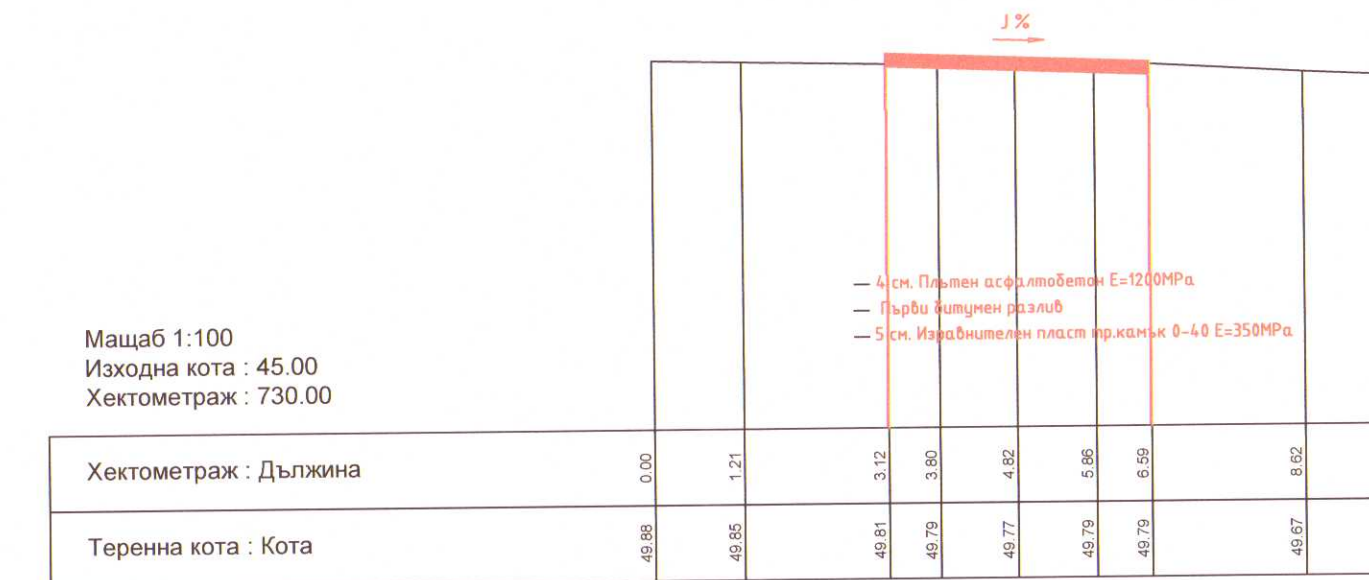 J %
— 4 см. Плътен асфалтобетон E=1200MPa
— Първи битумен разлив
— 5 см. Изравнителен пласт тр.камък 0-40 E=350MPa
Мащаб 1:100
Изходна кота : 45.00
Хектометраж : 730.00
Хектометраж : Дължина 0.00 1.21 3.12 3.80 4.82 5.86 6.59 8.62
Теренна кота : Кота 49.88 49.85 49.81 49.79 49.77 49.79 49.79 49.67